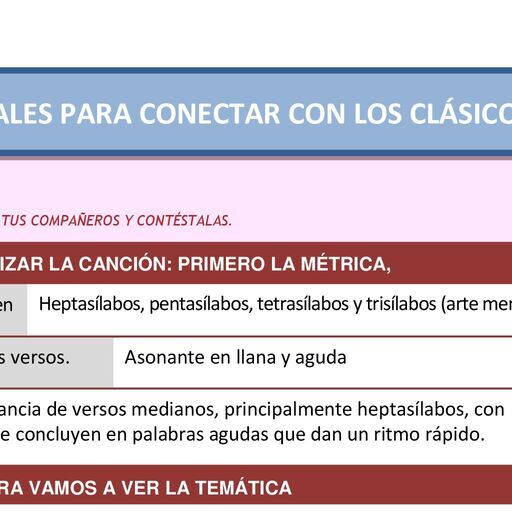 ALES PARA CONECTAR CON LOS CLÁSICO
TUS COMPAÑEROS Y CONTÉSTALAS.
IZAR LA CANCIÓN: PRIMERO LA MÉTRICA,
en Heptasílabos, pentasílabos, tetrasílabos y trisílabos (arte men
s versos. Asonante en llana y aguda
ancia de versos medianos, principalmente heptasílabos, con
e concluyen en palabras agudas que dan un ritmo rápido.
RA VAMOS A VER LA TEMÁTICA